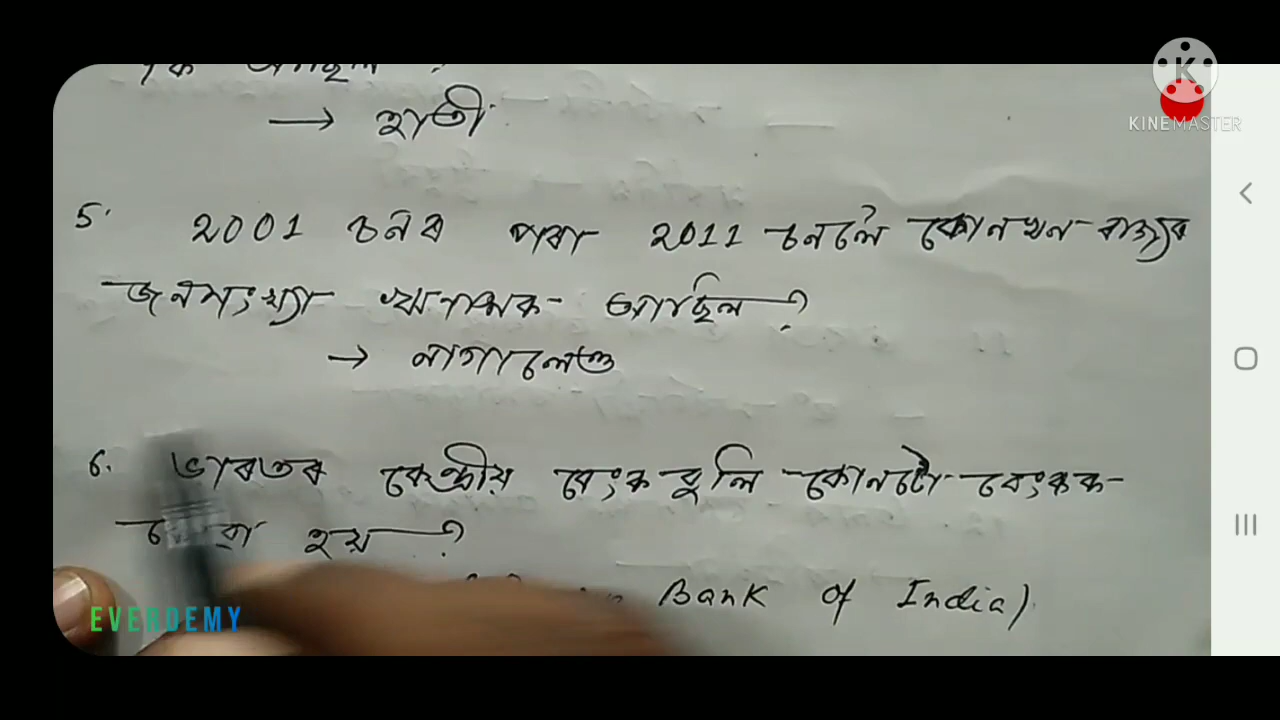 কি আছিল ?
→ হাতী
5. 2001 চনৰ পৰা 2011 চনলৈ কোনখন ৰাজ্যৰ
জনসংখ্যা ঋণাত্মক আছিল ?
→ নাগালেণ্ড
6. ভাৰতৰ কেন্দ্ৰীয় বেংক বুলি কোনটো বেংকক
হয় ?
Bank of India)
EVERDEMY
KINEMASTER